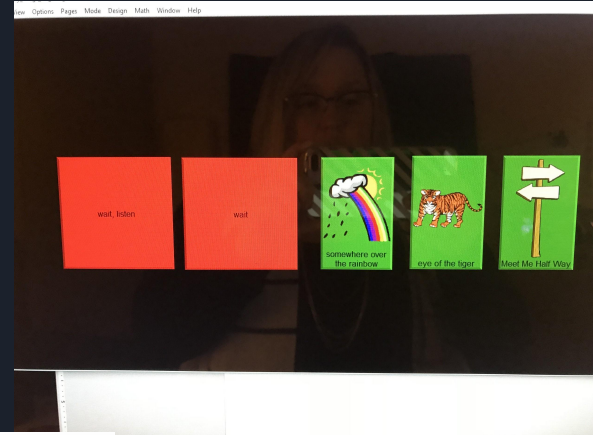 View Options Pages Mode Design Math Window Help
wait, listen
wait
somewhere over
the rainbow
eye of the tiger
Meet Me Half Way